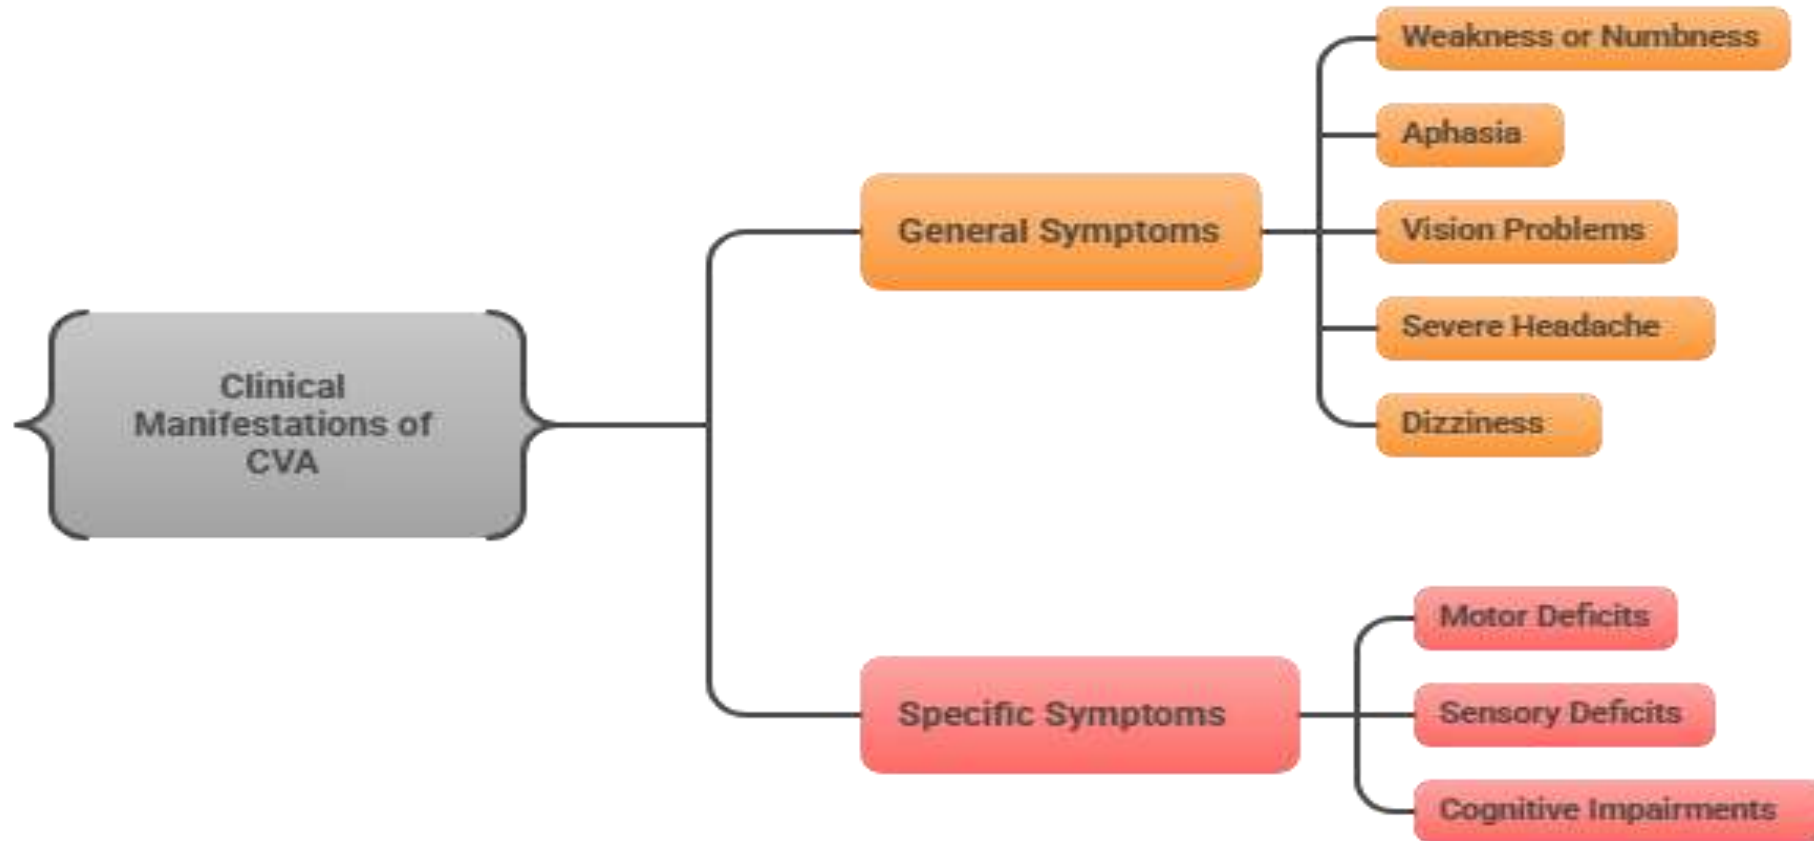 Clinical
Manifestations of
CVA
General Symptoms
Weakness or Numbness
Aphasia
Vision Problems
Severe Headache
Dizziness
Specific Symptoms
Motor Deficits
Sensory Deficits
Cognitive Impairments